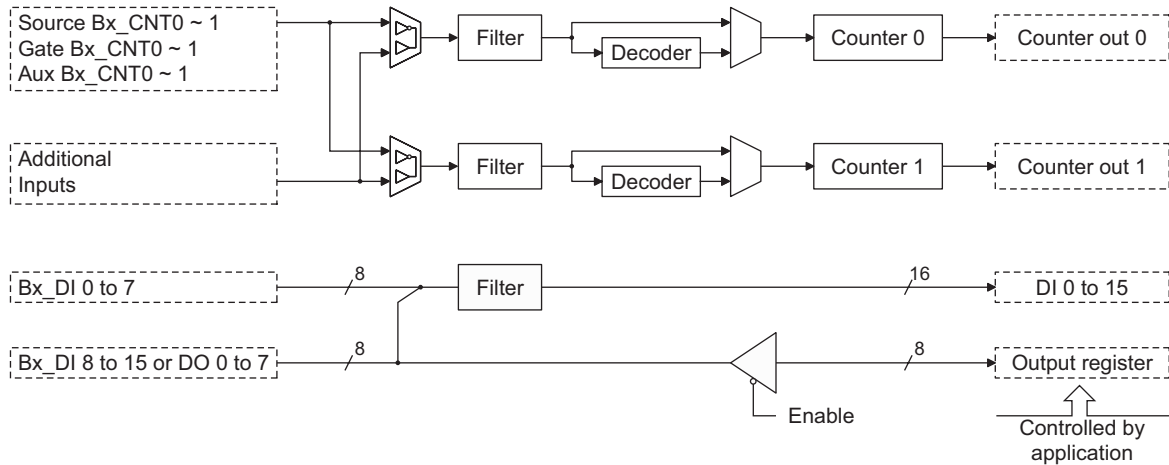 Source Bx_CNT0 ~ 1
Gate Bx_CNT0 ~ 1
Aux Bx_CNT0 ~ 1
Filter
Decoder
Counter 0
Counter out 0
Additional
Inputs
Filter
Decoder
Counter 1
Counter out 1
Bx_DI 0 to 7
8
Filter
16
DI 0 to 15
Bx_DI 8 to 15 or DO 0 to 7
8
8
Output register
Enable
Controlled by
application